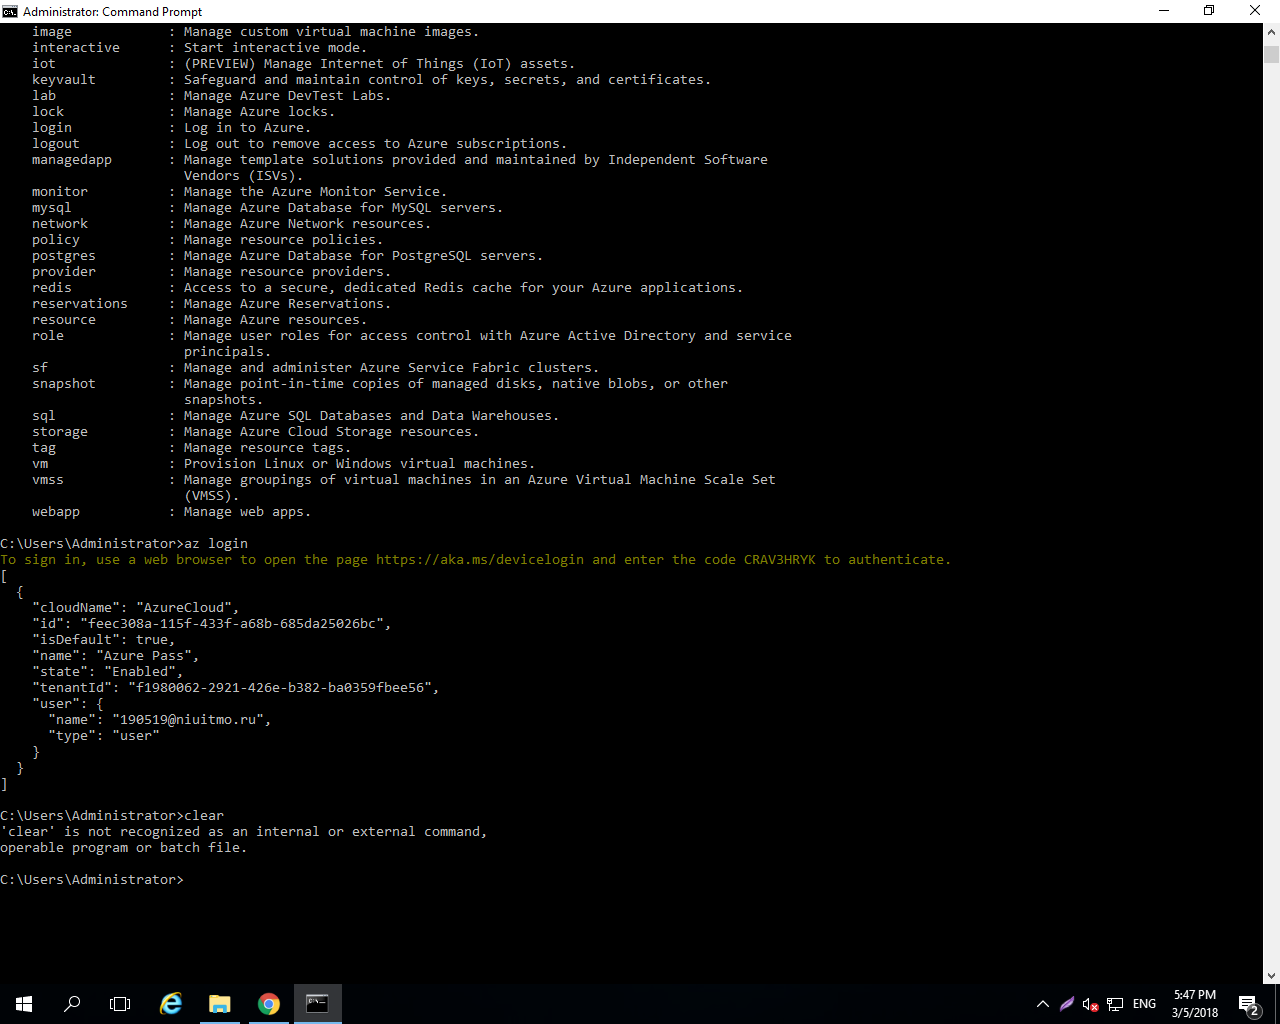 Administrator: Command Prompt
image : Manage custom virtual machine images.
interactive : Start interactive mode.
iot : (PREVIEW) Manage Internet of Things (IoT) assets.
keyvault : Safeguard and maintain control of keys, secrets, and certificates.
lab : Manage Azure DevTest Labs.
lock : Manage Azure locks.
login : Log in to Azure.
logout : Log out to remove access to Azure subscriptions.
managedapp : Manage template solutions provided and maintained by Independent Software
Vendors (ISVs).
monitor : Manage the Azure Monitor Service.
mysql : Manage Azure Database for MySQL servers.
network : Manage Azure Network resources.
policy : Manage resource policies.
postgres : Manage Azure Database for PostgreSQL servers.
provider : Manage resource providers.
redis : Access to a secure, dedicated Redis cache for your Azure applications.
reservations : Manage Azure Reservations.
resource : Manage Azure resources.
role : Manage user roles for access control with Azure Active Directory and service
principals.
sf : Manage and administer Azure Service Fabric clusters.
snapshot : Manage point-in-time copies of managed disks, native blobs, or other
snapshots.
sql : Manage Azure SQL Databases and Data Warehouses.
storage : Manage Azure Cloud Storage resources.
tag : Manage resource tags.
vm : Provision Linux or Windows virtual machines.
vmss : Manage groupings of virtual machines in an Azure Virtual Machine Scale Set
(VMSS).
webapp : Manage web apps.
C:\Users\Administrator>az login
To sign in, use a web browser to open the page https://aka.ms/devicelogin and enter the code CRAV3HRYK to authenticate.
[
{
"cloudName": "AzureCloud",
"id": "feec308a-115f-433f-a68b-685da25026bc",
"isDefault": true,
"name": "Azure Pass",
"state": "Enabled",
"tenantId": "f1980062-2921-426e-b382-ba0359fbee56",
"user": {
"name": "190519@niuitmo.ru",
"type": "user"
}
}
]
C:\Users\Administrator>clear
'clear' is not recognized as an internal or external command,
operable program or batch file.
C:\Users\Administrator>
ENG
5:47 PM
3/5/2018
2